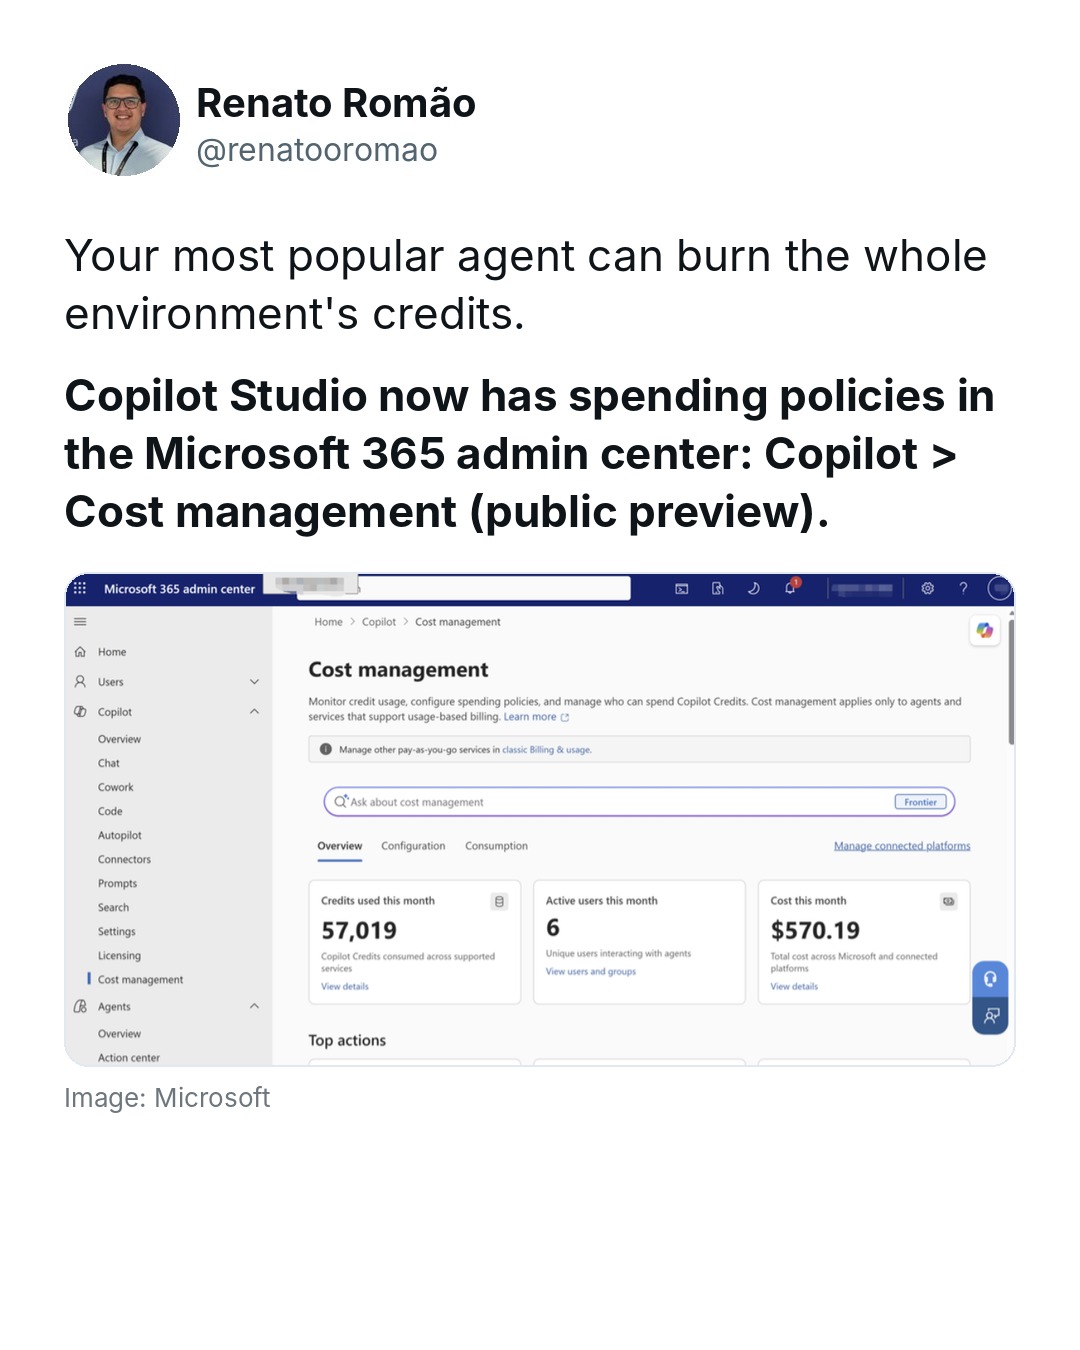 Renato Romão
@renatooromao
Your most popular agent can burn the whole
environment's credits.
Copilot Studio now has spending policies in
the Microsoft 365 admin center: Copilot >
Cost management (public preview).
Microsoft 365 admin center
1
Home
Users
Copilot
Overview
Chat
Cowork
Code
Autopilot
Connectors
Prompts
Search
Settings
Licensing
Cost management
Agents
Overview
Action center
Home > Copilot > Cost management
Cost management
Monitor credit usage, configure spending policies, and manage who can spend Copilot Credits. Cost management applies only to agents and
services that support usage-based billing. Learn more
Manage other pay-as-you-go services in classic Billing & usage.
Ask about cost management
Frontier
Overview Configuration Consumption Manage connected platforms
Credits used this month
57,019
Copilot Credits consumed across supported
services
View details
Active users this month
6
Unique users interacting with agents
View users and groups
Cost this month
$570.19
Total cost across Microsoft and connected
platforms
View details
Top actions
Image: Microsoft